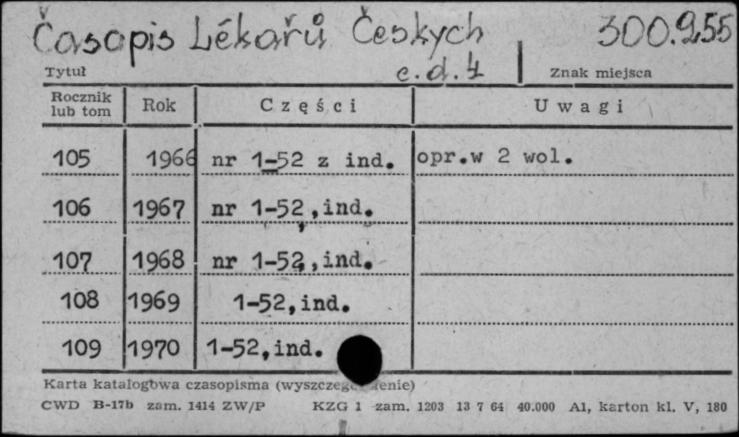 Časopis Lékařů Českych 300.955
Tytuł c.d.4 Znak miejsca
Rocznik lub tom Rok Części Uwagi
105 1966 nr 1-52 z ind. opr.w 2 wol.
106 1967 nr 1-52,ind.
107 1968 nr 1-52,ind.
108 1969 1-52,ind.
109 1970 1-52,ind.
Karta katalogowa czasopisma (wyszczeg enie)
CWD B-17b zam. 1414 ZW/P KZG 1 zam. 1203 13 7 64 40.000 A1, karton kl. V, 180